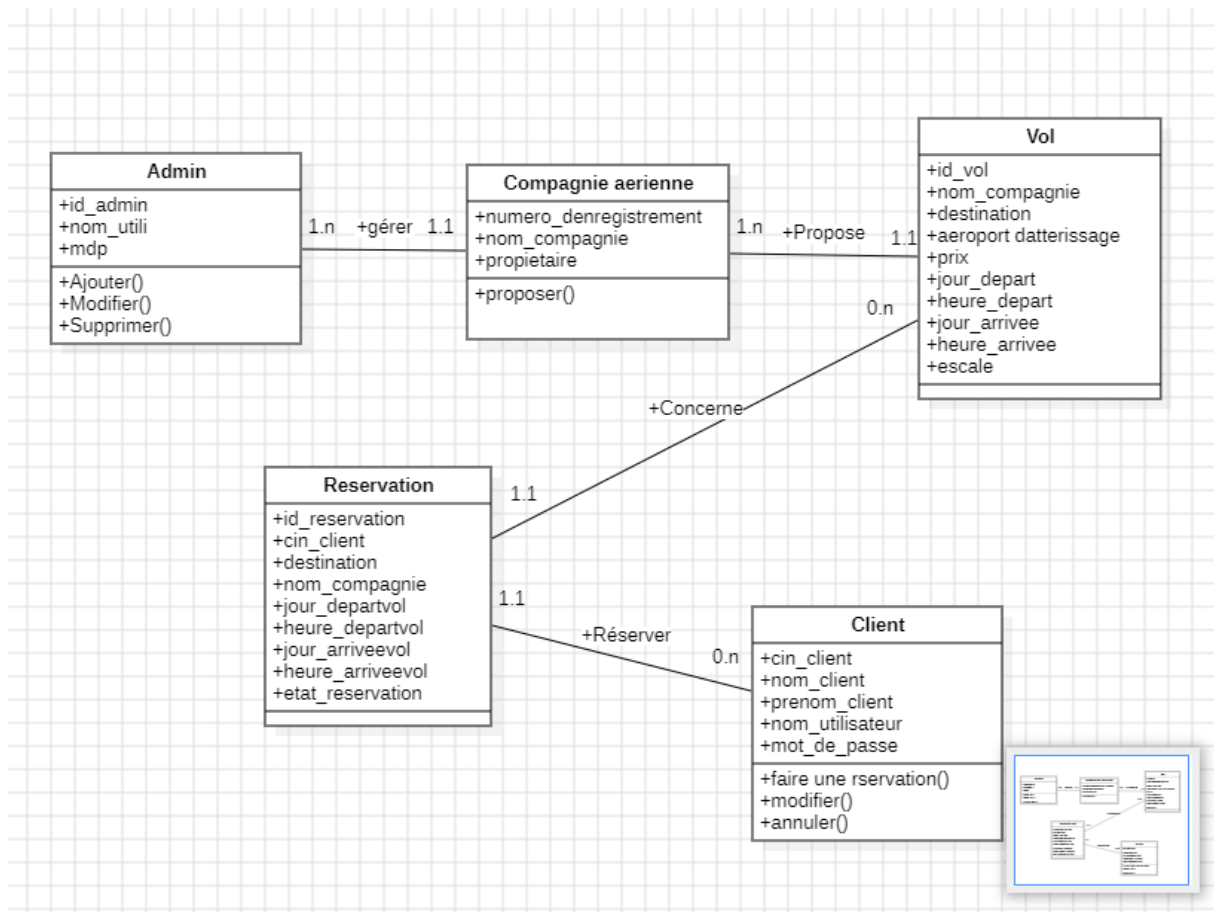 Admin
+id_admin
+nom_utili
+mdp
+Ajouter()
+Modifier()
+Supprimer()
1.n +gérer 1.1
Compagnie aerienne
+numero_denregistrement
+nom_compagnie
+propietaire
+proposer()
1.n +Propose 1.1
Vol
+id_vol
+nom_compagnie
+destination
+aeroport datterissage
+prix
+jour_depart
+heure_depart
+jour_arrivee
+heure_arrivee
+escale
0.n
+Concerne
1.1
Reservation
+id_reservation
+cin_client
+destination
+nom_compagnie
+jour_departvol
+heure_departvol
+jour_arriveevol
+heure_arriveevol
+etat_reservation
1.1
+Réserver
0.n
Client
+cin_client
+nom_client
+prenom_client
+nom_utilisateur
+mot_de_passe
+faire une rservation()
+modifier()
+annuler()